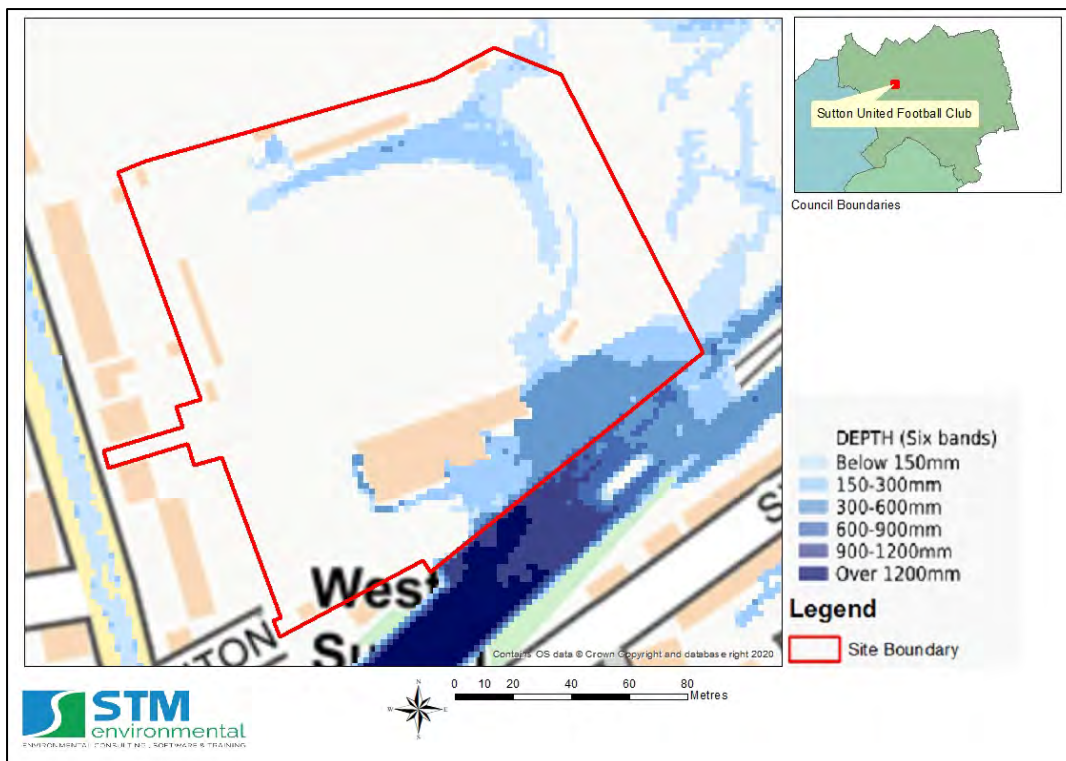 Sutton United Football Club
Council Boundaries
DEPTH (Six bands)
Below 150mm
150-300mm
300-600mm
600-900mm
900-1200mm
Over 1200mm
Legend
Site Boundary
West
Su
TON
S
Contains OS data © Crown Copyright and database right 2020
STM
environmental
ENVIRONMENTAL CONSULTING, SOFTWARE & TRAINING
N
W E
S
0 10 20 40 60 80
Metres